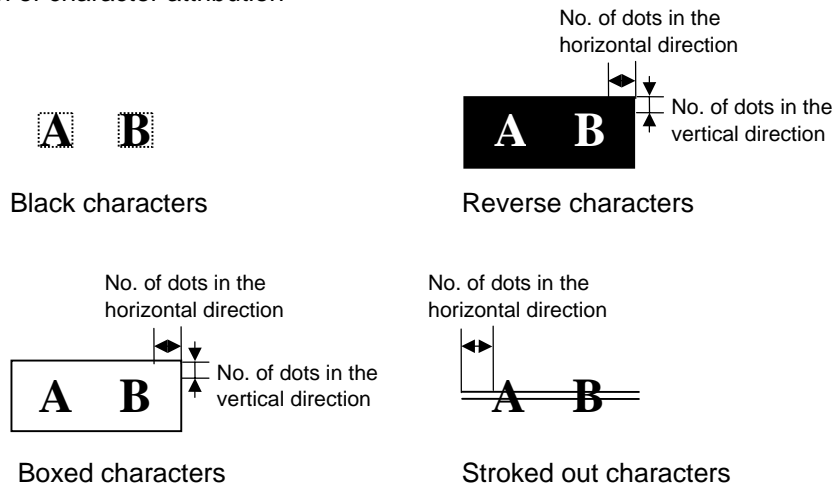 of character attribution
No. of dots in the
horizontal direction
No. of dots in the
vertical direction
A B
A B
Black characters
Reverse characters
No. of dots in the
horizontal direction
No. of dots in the
horizontal direction
No. of dots in the
vertical direction
A B
A B
Boxed characters
Stroked out characters